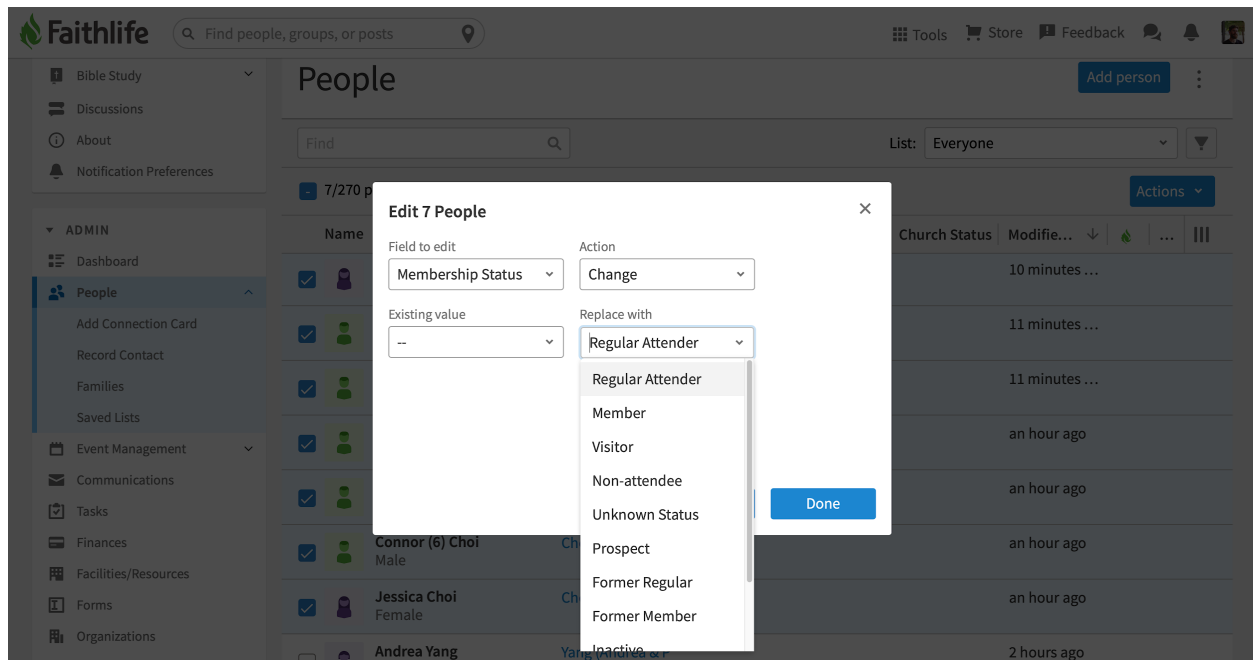 Faithlife
Find people, groups, or posts
Tools
Store
Feedback
Bible Study
Discussions
About
Notification Preferences
ADMIN
Dashboard
People
Add Connection Card
Record Contact
Families
Saved Lists
Event Management
Communications
Tasks
Finances
Facilities/Resources
Forms
Organizations
People
Add person
Find
List: Everyone
7/270 p
Actions
Name
Church Status
Modifie...
...
10 minutes ...
11 minutes ...
11 minutes ...
an hour ago
an hour ago
Connor (6) Choi
Ch
an hour ago
Male
Jessica Choi
Ch
an hour ago
Female
Andrea Yang
Yang (Andrea & P
2 hours ago
Edit 7 People
Field to edit
Action
Membership Status
Change
Existing value
Replace with
--
Regular Attender
Regular Attender
Member
Visitor
Non-attendee
Unknown Status
Prospect
Former Regular
Former Member
Inactive
Done